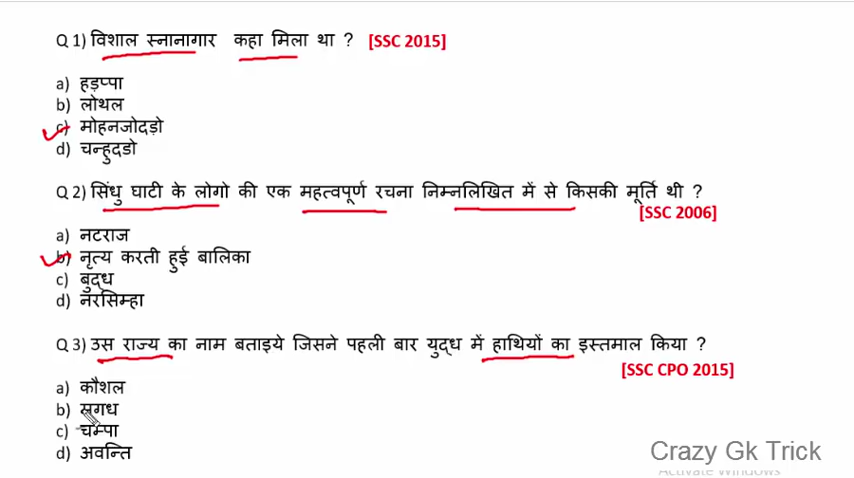 Q 1) विशाल स्नानागार कहा मिला था ? [SSC 2015]
a) हड़प्पा
b) लोथल
c) मोहनजोदड़ो
d) चन्हुदडो
Q 2) सिंधु घाटी के लोगो की एक महत्वपूर्ण रचना निम्नलिखित में से किसकी मूर्ति थी ?
[SSC 2006]
a) नटराज
b) नृत्य करती हुई बालिका
c) बुद्ध
d) नरसिम्हा
Q 3) उस राज्य का नाम बताइये जिसने पहली बार युद्ध में हाथियों का इस्तमाल किया ?
[SSC CPO 2015]
a) कौशल
b) मगध
c) चम्पा
d) अवन्ति
Crazy Gk Trick
Activate Windows